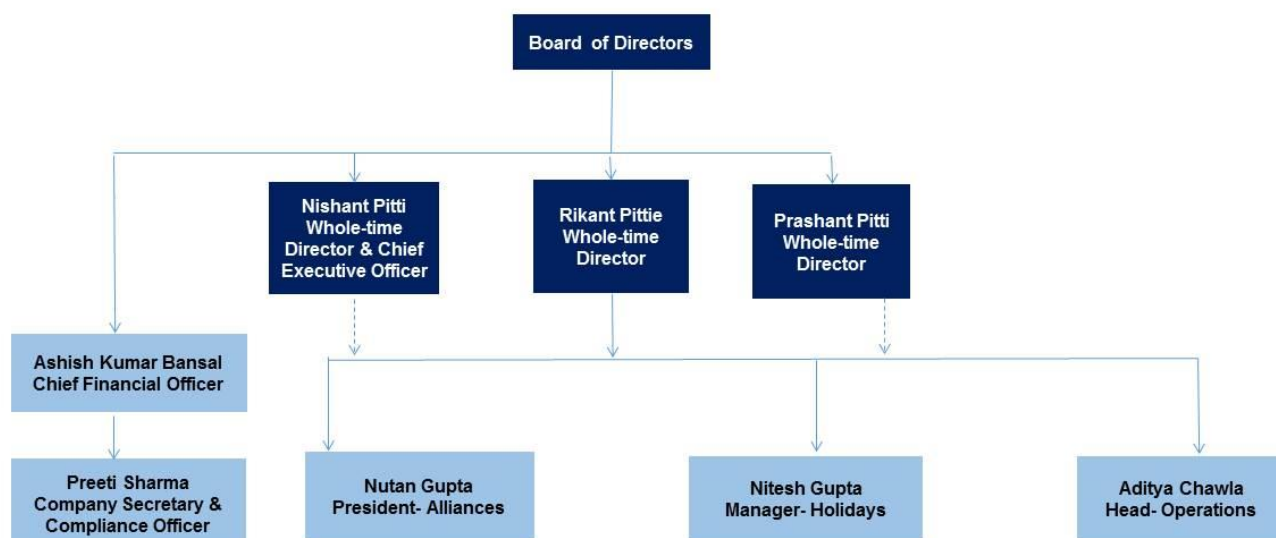 Board of Directors
Nishant Pitti
Whole-time
Director & Chief
Executive Officer
Rikant Pittie
Whole-time
Director
Prashant Pitti
Whole-time
Director
Ashish Kumar Bansal
Chief Financial Officer
Preeti Sharma
Company Secretary &
Compliance Officer
Nutan Gupta
President- Alliances
Nitesh Gupta
Manager- Holidays
Aditya Chawla
Head- Operations